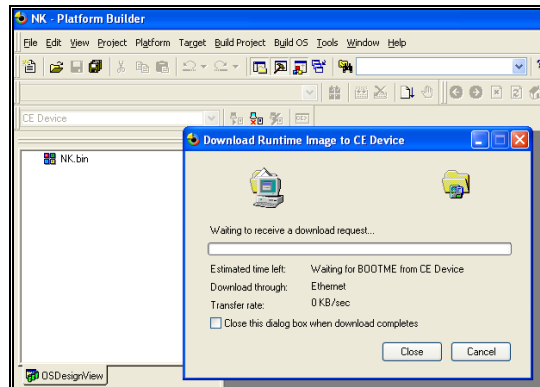 NK - Platform Builder
File Edit View Project Platform Target Build Project Build OS Tools Window Help
CE Device
Download Runtime Image to CE Device
NK.bin
Waiting to receive a download request...
Estimated time left: Waiting for BOOTME from CE Device
Download through: Ethernet
Transfer rate: 0 KB/sec
Close this dialog box when download completes
Close Cancel
OSDesignView